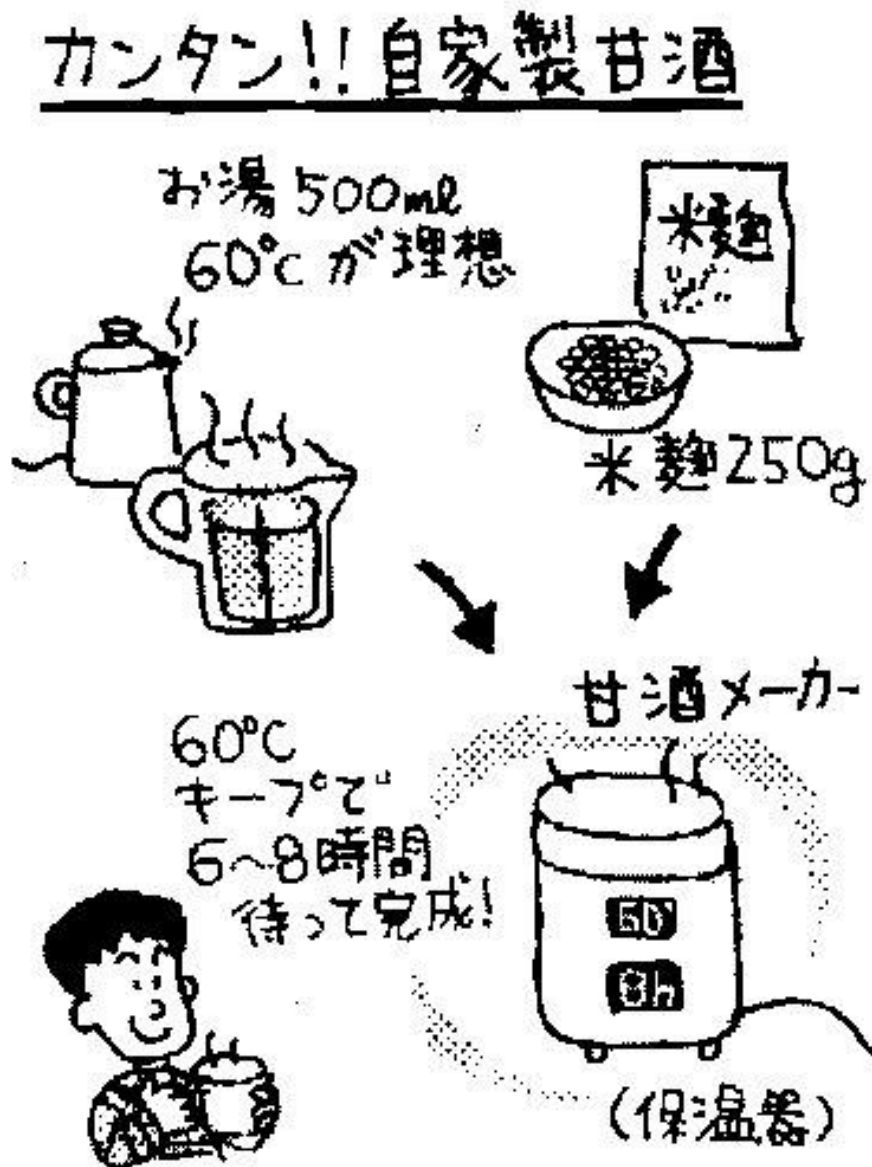 カンタン!!自家製甘酒
お湯500ml
60℃が理想
米麹
米麹250g
甘酒メーカー
60℃
キープで
6〜8時間
待って完成!
60
8h
(保温器)